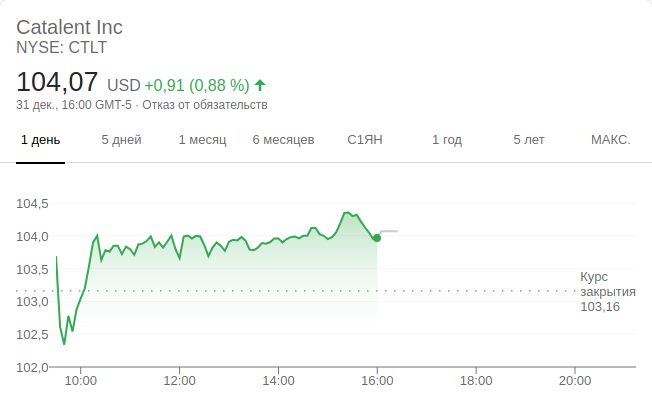 Catalent Inc
NYSE: CTLT
104,07 USD +0,91 (0,88 %)
31 дек., 16:00 GMT-5 · Отказ от обязательств
1 день 5 дней 1 месяц 6 месяцев С1ЯН 1 год 5 лет МАКС.
104,5
104,0
103,5
103,0
102,5
102,0
Курс
закрытия
103,16
10:00 12:00 14:00 16:00 18:00 20:00